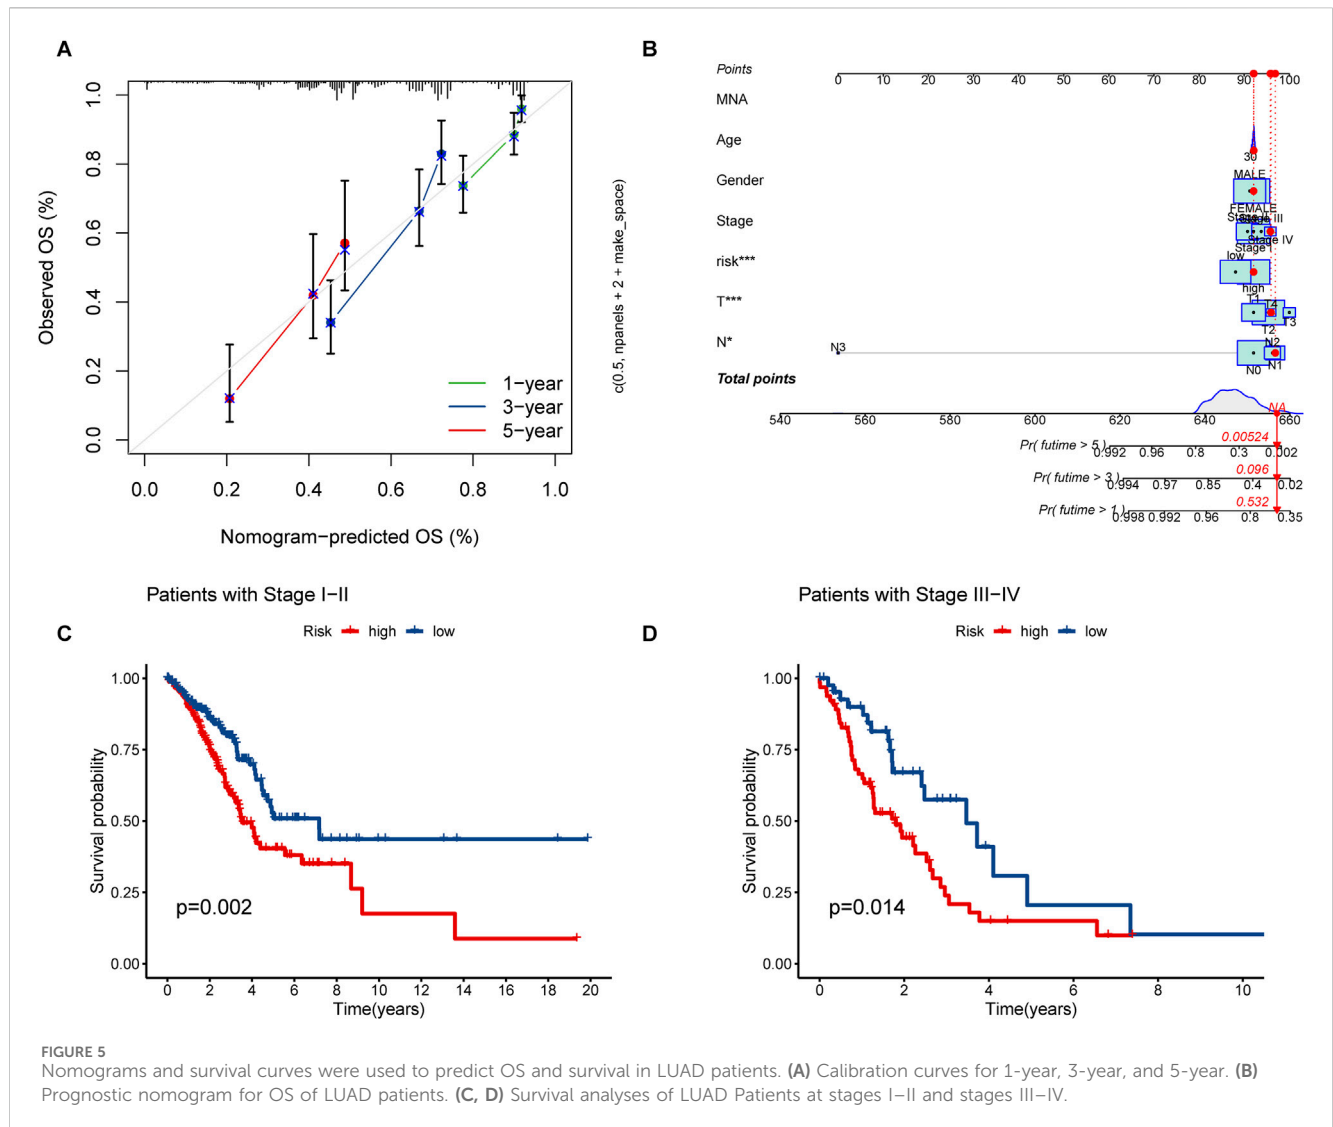 A
Observed OS (%)
1.0
0.8
0.6
0.4
0.2
0.0
0.0 0.2 0.4 0.6 0.8 1.0
Nomogram−predicted OS (%)
1−year
3−year
5−year
c(0.5, npanels + 2 + make_space)
B
Points
0 10 20 30 40 50 60 70 80 90 100
MNA
Age
30
Gender
MALE
FEMALE
Stage
Stage III
Stage IV
Stage I
risk***
low
high
T***
T1 T4
T3
T2
N*
N3
N2
N1
N0
Total points
NA
540 560 580 600 620 640 660
Pr( futime > 5 )
0.00524
0.992 0.96 0.8 0.3 0.002
Pr( futime > 3 )
0.096
0.994 0.97 0.85 0.4 0.02
Pr( futime > 1 )
0.532
0.998 0.992 0.96 0.8 0.35
Patients with Stage I−II
C
Risk high low
Survival probability
1.00
0.75
0.50
0.25
0.00
p=0.002
0 2 4 6 8 10 12 14 16 18 20
Time(years)
Patients with Stage III−IV
D
Risk high low
Survival probability
1.00
0.75
0.50
0.25
0.00
p=0.014
0 2 4 6 8 10
Time(years)
FIGURE 5
Nomograms and survival curves were used to predict OS and survival in LUAD patients. (A) Calibration curves for 1-year, 3-year, and 5-year. (B)
Prognostic nomogram for OS of LUAD patients. (C, D) Survival analyses of LUAD Patients at stages I–II and stages III–IV.